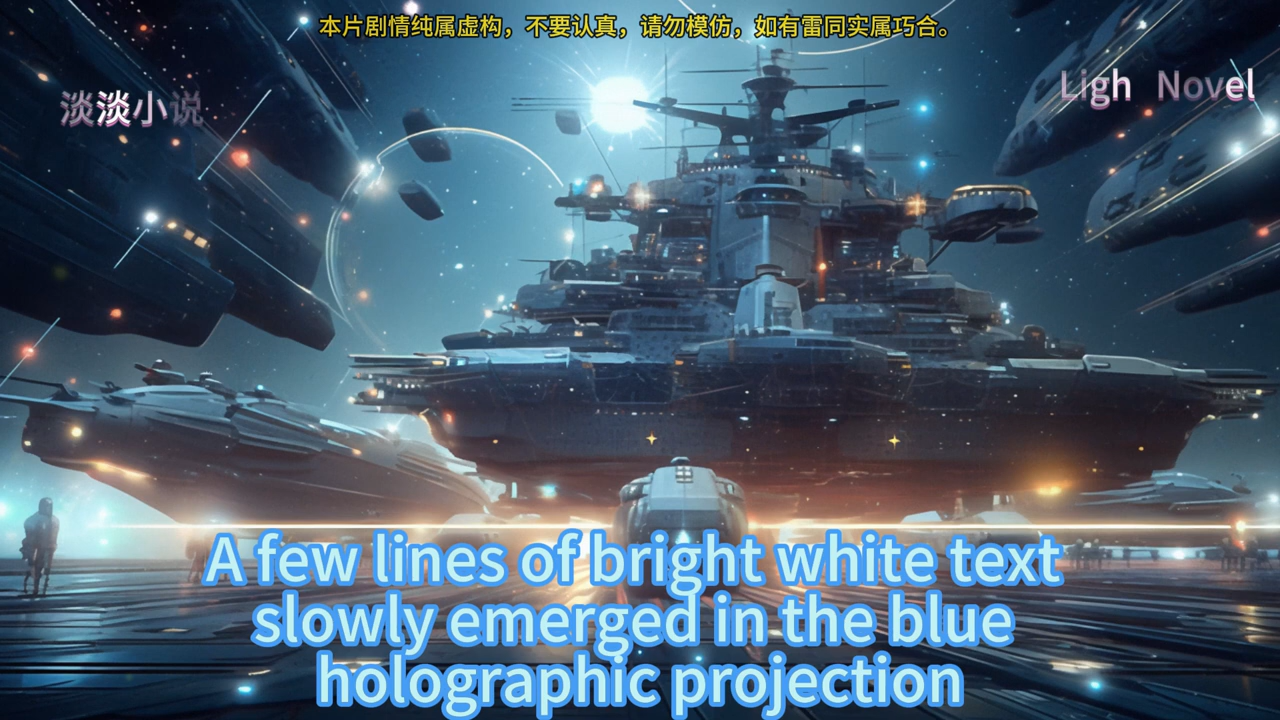 本片剧情纯属虚构，不要认真，请勿模仿，如有雷同实属巧合。
淡淡小说
Ligh Novel
A few lines of bright white text
slowly emerged in the blue
holographic projection